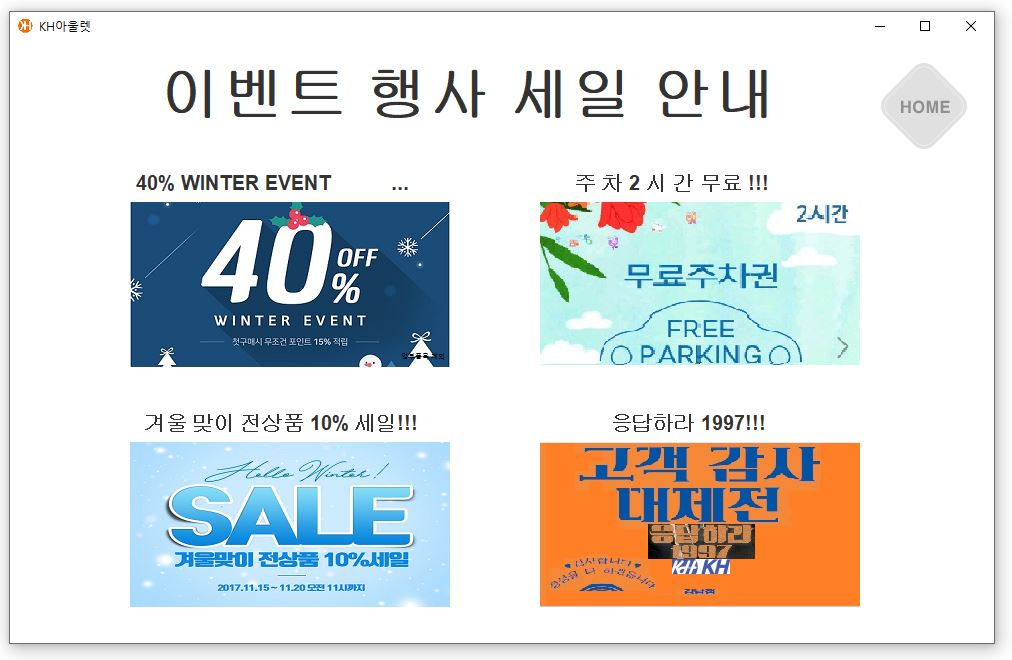 KH아울렛
이벤트 행사 세일 안내
HOME
40% WINTER EVENT ...
40% OFF
WINTER EVENT
첫구매시 무조건 포인트 15% 적립
주 차 2 시 간 무료 !!!
2시간
무료주차권
FREE
PARKING
겨울 맞이 전상품 10% 세일!!!
Hello Winter!
SALE
겨울맞이 전상품 10%세일
2017.11.15 ~ 11.20 오전 11시까지
응답하라 1997!!!
고객 감사
대제전
응답하라
1997
KH KH